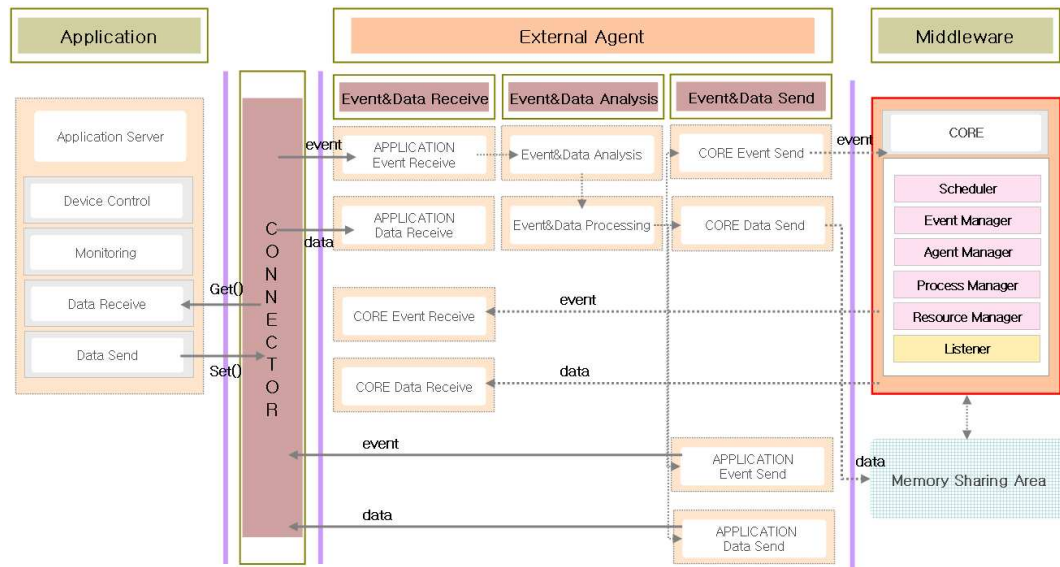 Application
External Agent
Middleware
Event&Data Receive
Event&Data Analysis
Event&Data Send
Application Server
Device Control
Monitoring
Data Receive
Data Send
Get()
Set()
CONNECTOR
event
data
APPLICATION
Event Receive
Event&Data Analysis
CORE Event Send
event
APPLICATION
Data Receive
Event&Data Processing
CORE Data Send
CORE Event Receive
event
CORE Data Receive
data
event
APPLICATION
Event Send
data
APPLICATION
Data Send
CORE
Scheduler
Event Manager
Agent Manager
Process Manager
Resource Manager
Listener
data
Memory Sharing Area